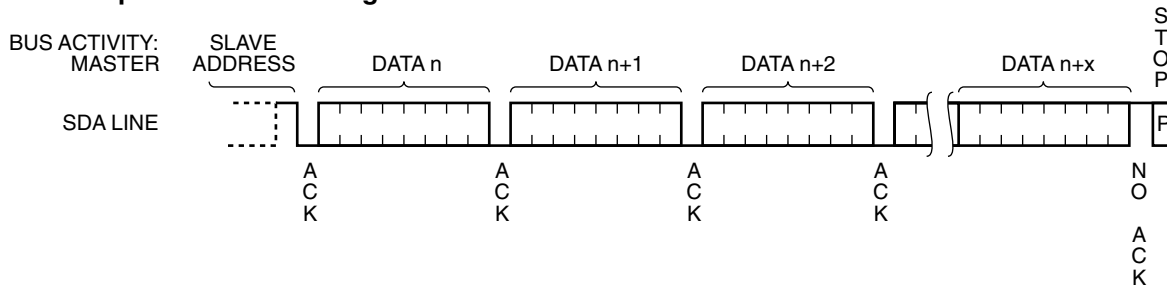 BUS ACTIVITY:
MASTER
SLAVE
ADDRESS
DATA n
DATA n+1
DATA n+2
DATA n+x
S
T
O
P
SDA LINE
P
A
C
K
A
C
K
A
C
K
A
C
K
N
O
A
C
K